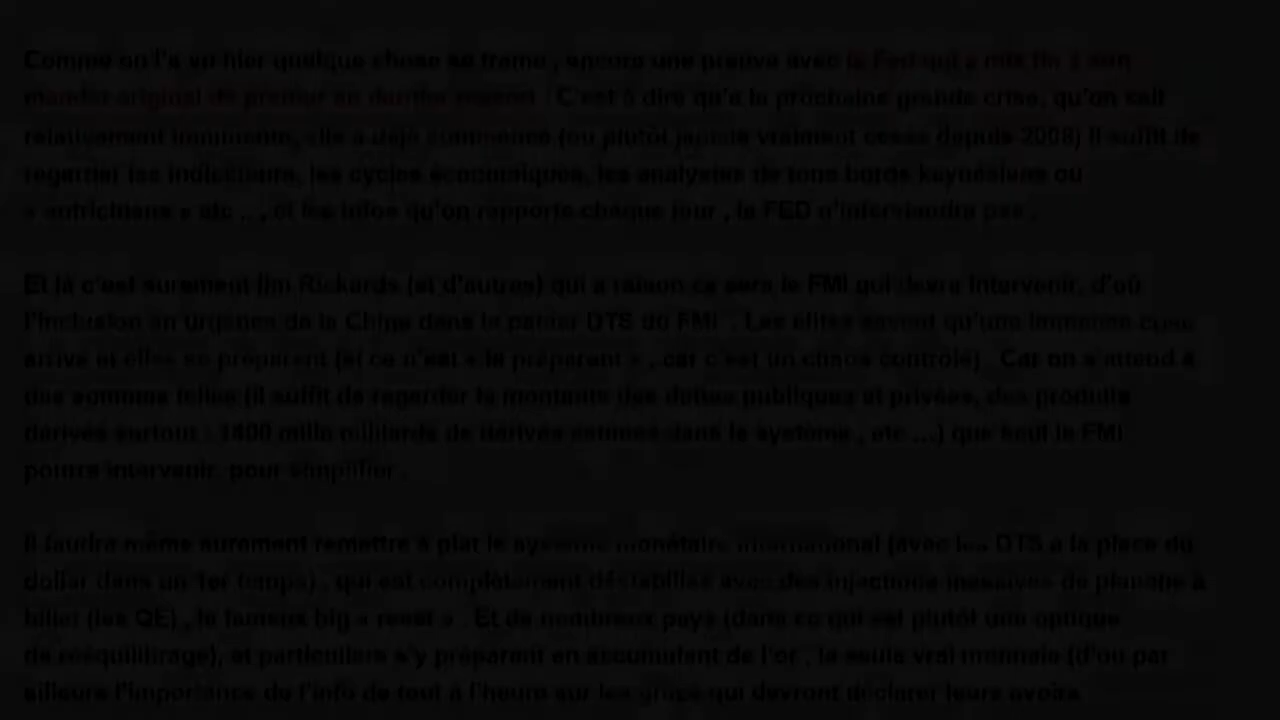 Comme on l'a vu hier quelque chose se trame , encore une preuve avec la Fed qui a mis fin à son
mandat original de prêteur en dernier ressort . C'est à dire qu'a la prochaine grande crise, qu'on sait
relativement imminente, elle a déjà commencé (ou plutôt jamais vraiment cessé depuis 2008) il suffit de
regarder les indicateurs, les cycles économiques, les analystes de tous bords keynésiens ou
« autrichiens » etc .. , et les infos qu'on rapporte chaque jour , la FED n'interviendra pas .
Et là c'est surement Jim Rickards (et d'autres) qui a raison ce sera le FMI qui devra intervenir, d'où
l'inclusion en urgence de la Chine dans le panier DTS du FMI . Les élites savent qu'une immense crise
arrive et elles se préparent (et ce n'est « la préparent » , car c'est un chaos contrôlé) . Car on s'attend à
des sommes telles (il suffit de regarder la montante des dettes publiques et privées, des produits
dérivés surtout : 1400 mille milliards de dérivés estimés dans le système , etc ...) que seul le FMI
pourra intervenir, pour simplifier .
Il faudra même surement remettre à plat le système monétaire international (avec les DTS a la place du
dollar dans un 1er temps) , qui est complètement déstabilisé avec des injections massives de planche à
billet (les QE) , le fameux big « reset » . Et de nombreux pays (dans ce qui est plutôt une optique
de rééquilibrage), et particuliers s'y préparent en accumulant de l'or , la seule vrai monnaie (d'ou par
ailleurs l'importance de l'info de tout à l'heure sur les qui devront déclarer leurs avoirs